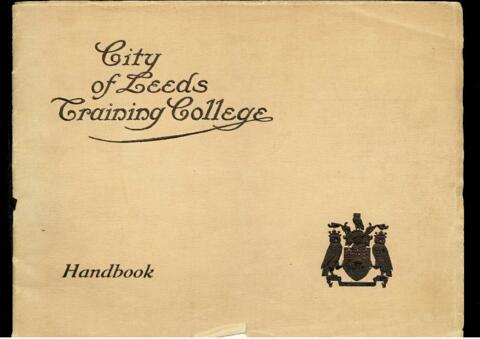 City
of Leeds
Training College
Handbook